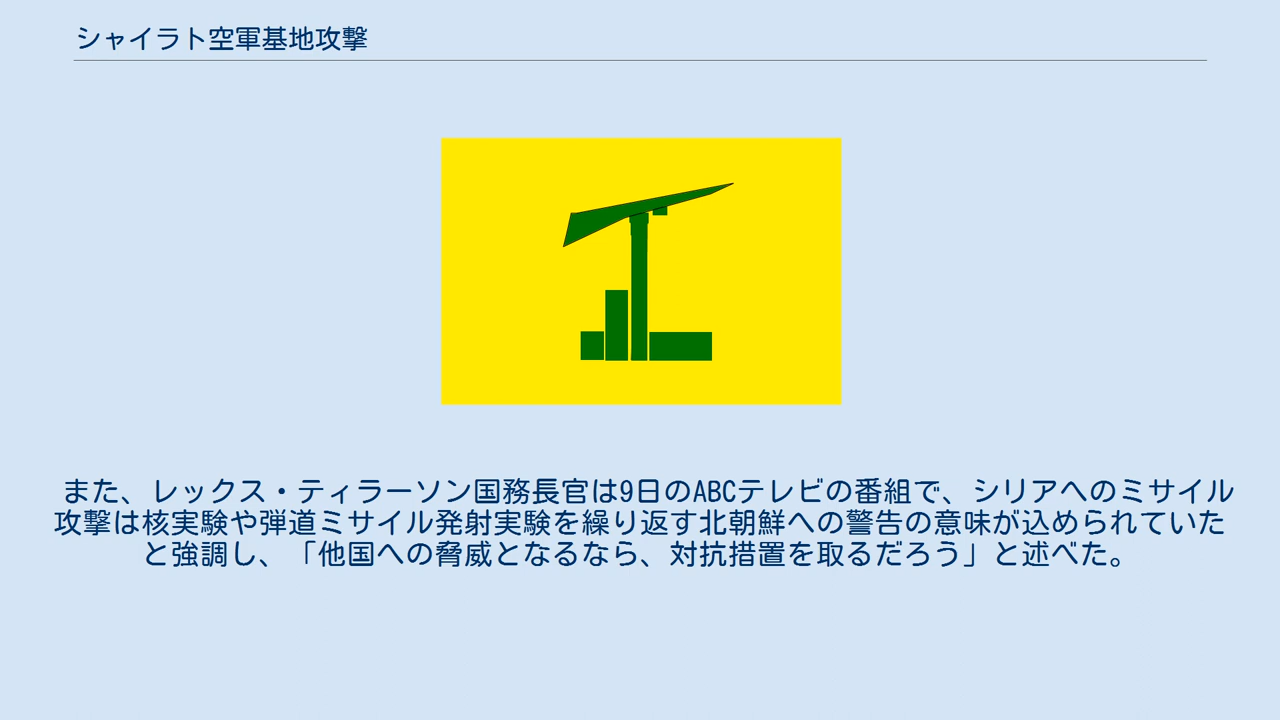 シャイラト空軍基地攻撃
また、レックス・ティラーソン国務長官は9日のABCテレビの番組で、シリアへのミサイル
攻撃は核実験や弾道ミサイル発射実験を繰り返す北朝鮮への警告の意味が込められていた
と強調し、「他国への脅威となるなら、対抗措置を取るだろう」と述べた。